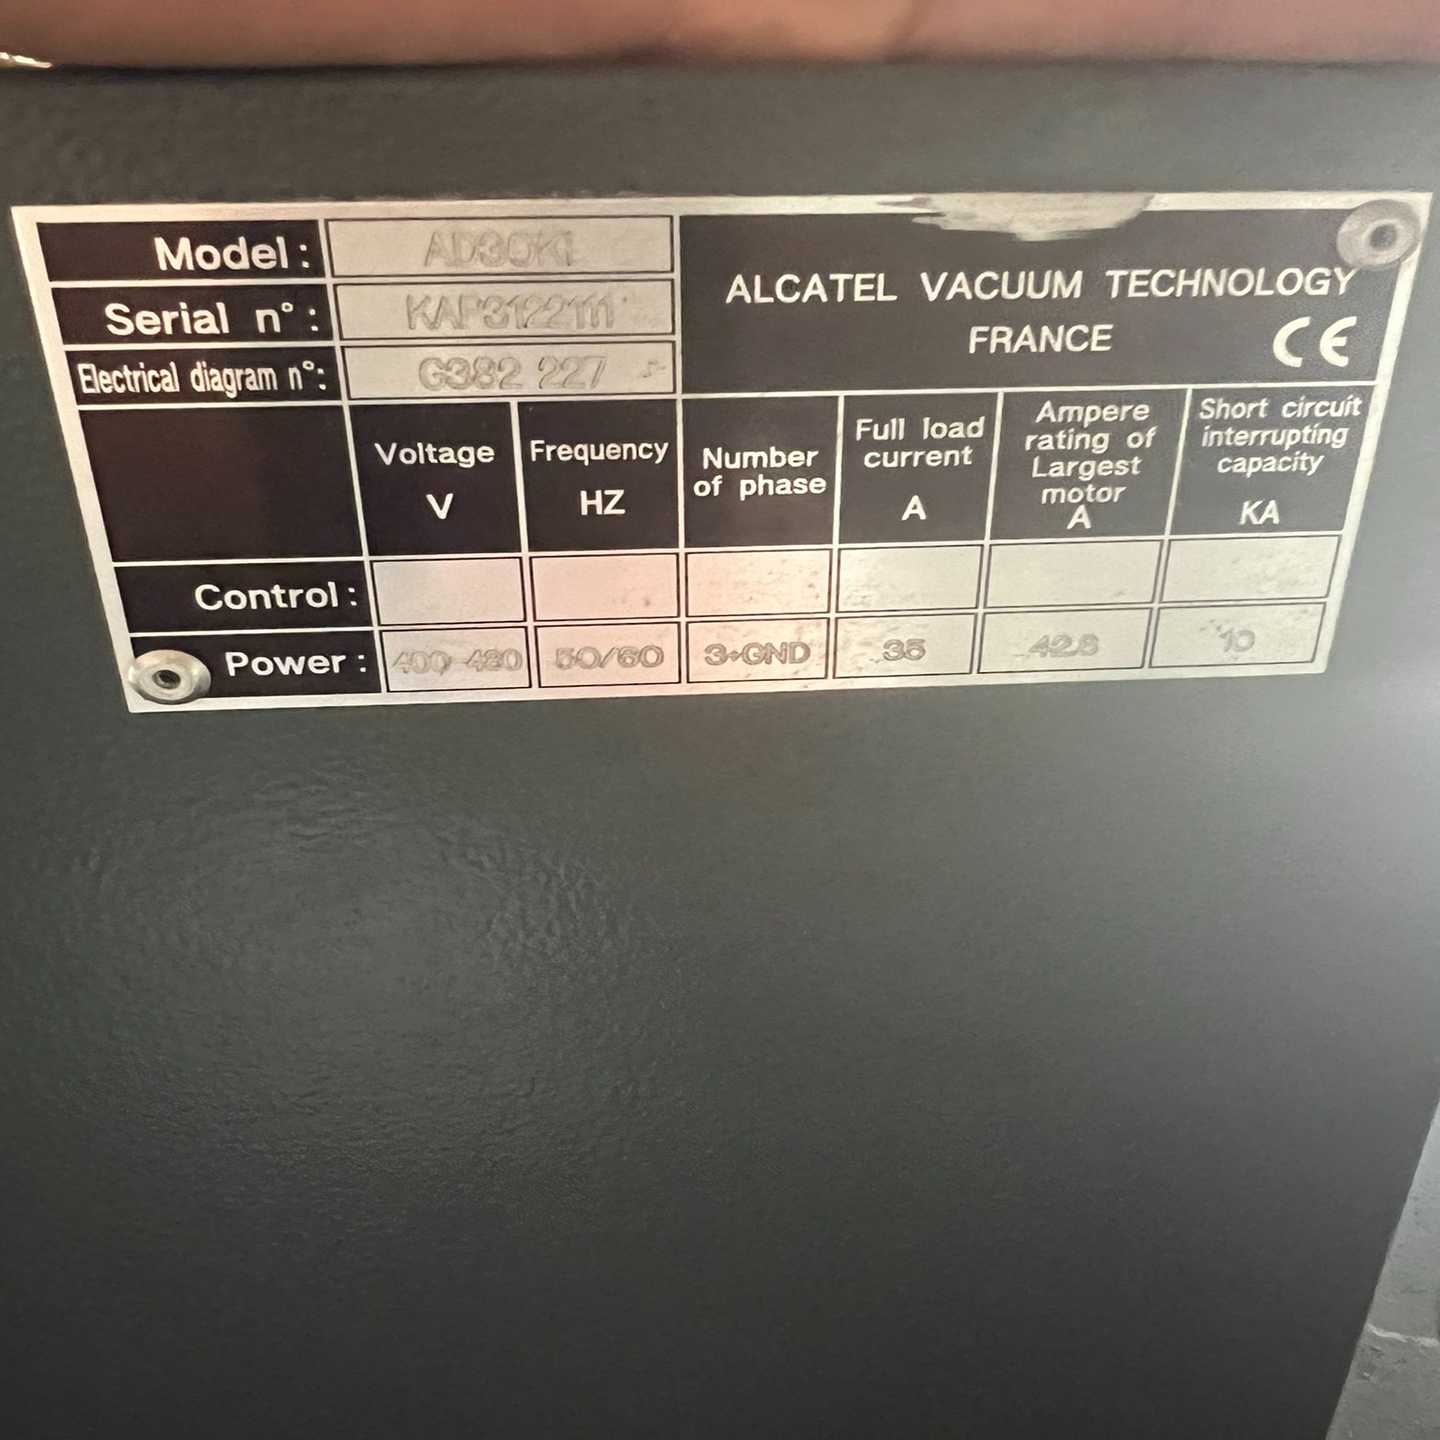 Model: AD30KI
ALCATEL VACUUM TECHNOLOGY
FRANCE
CE
Serial n°: KAP3122111
Electrical diagram n°: G382 227
Voltage
V
Frequency
HZ
Number
of phase
Full load
current
A
Ampere
rating of
Largest
motor
A
Short circuit
interrupting
capacity
KA
Control:
Power: 400-480 50/60 3+GND 35 42.8 10